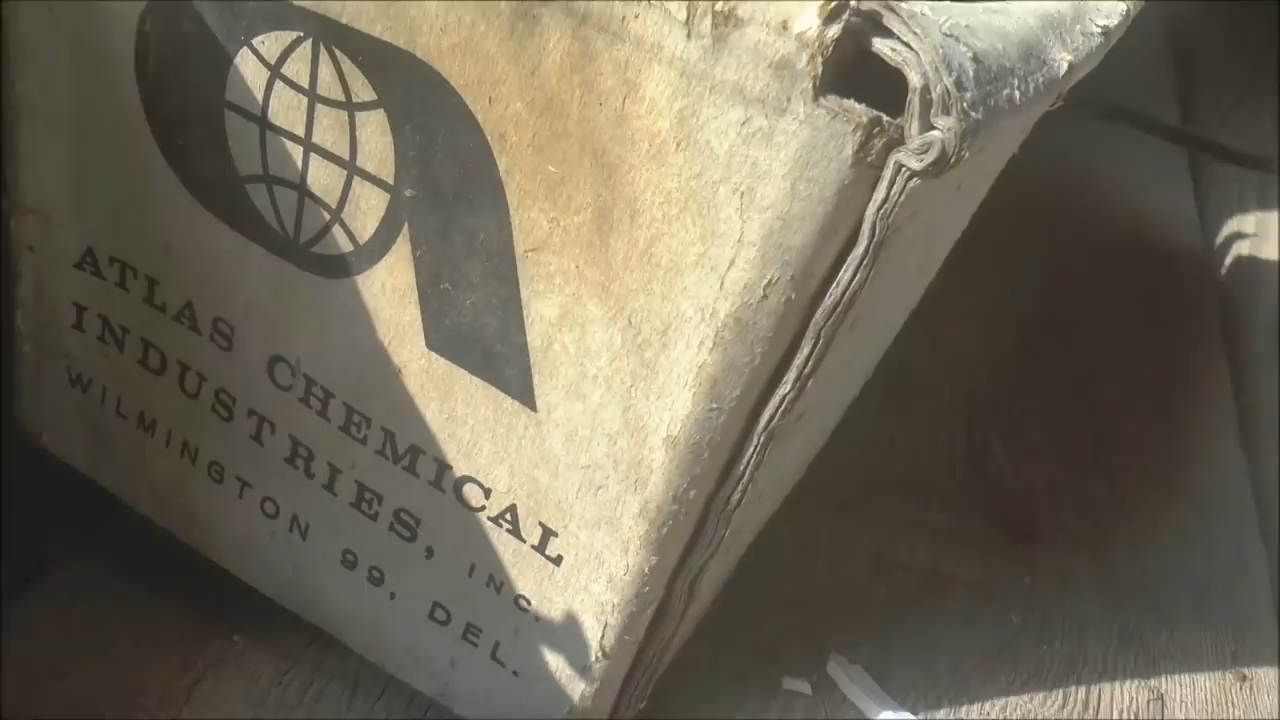 ATLAS CHEMICAL
INDUSTRIES, INC.
WILMINGTON 99, DEL.